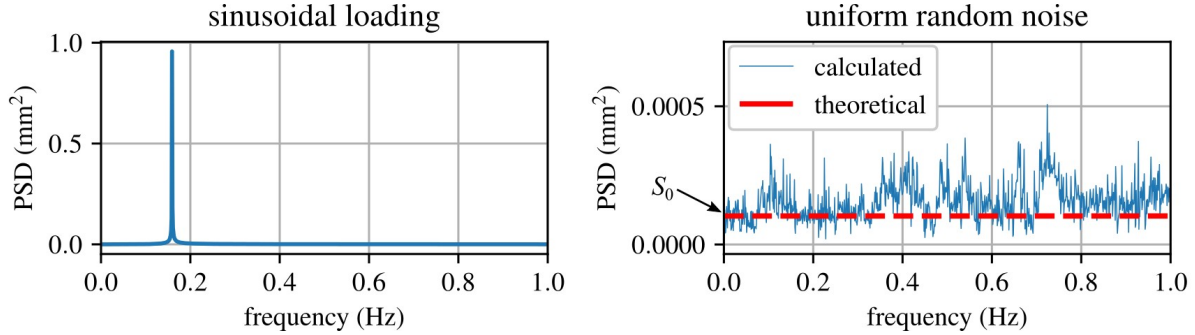 sinusoidal loading
1.0
0.5
0.0
PSD (mm²)
0.0 0.2 0.4 0.6 0.8 1.0
frequency (Hz)
uniform random noise
calculated
theoretical
0.0005
0.0000
S₀
PSD (mm²)
0.0 0.2 0.4 0.6 0.8 1.0
frequency (Hz)